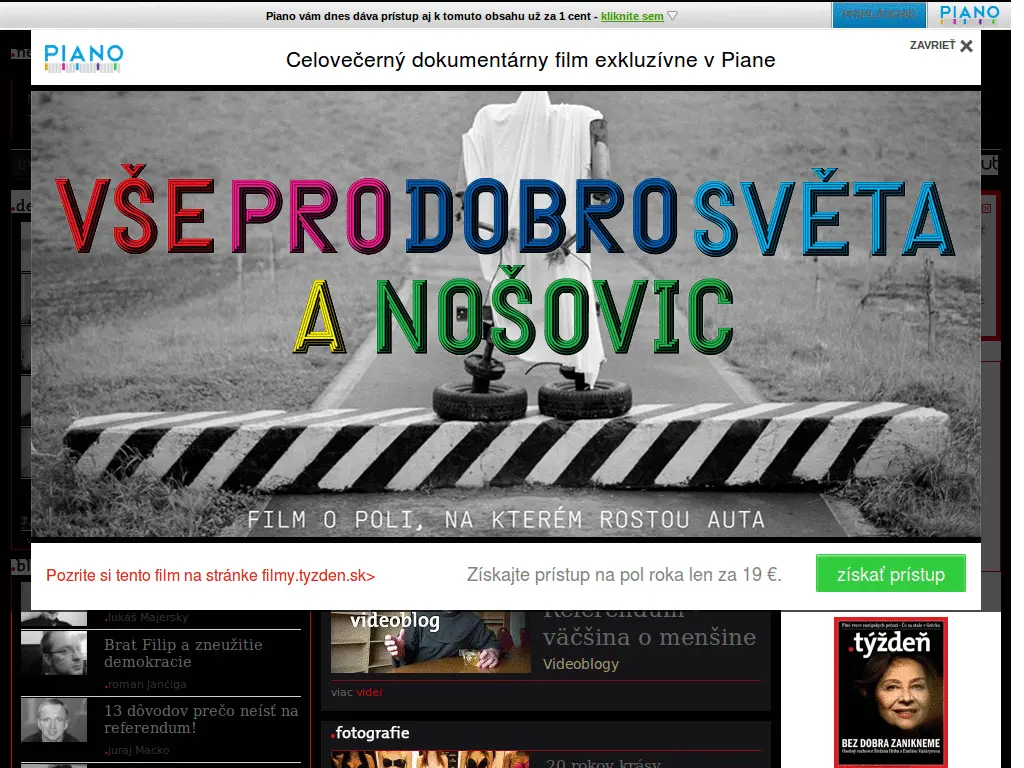 Piano vám dnes dáva prístup aj k tomuto obsahu už za 1 cent - kliknite sem
PIANO
PIANO
Celovečerný dokumentárny film exkluzívne v Piane
ZAVRIEŤ
VŠE PRO DOBRO SVĚTA
A NOŠOVIC
FILM O POLI, NA KTERÉM ROSTOU AUTA
Pozrite si tento film na stránke filmy.tyzden.sk>
Získajte prístup na pol roka len za 19 €.
získať prístup
.lukáš Majerský
Brat Filip a zneužitie
demokracie
.roman Jančiga
13 dôvodov prečo neísť na
referendum!
.juraj Macko
videoblog
Referendum -
väčšina o menšine
Videoblogy
viac videí
.fotografie
20 rokov krásy
.týždeň
BEZ DOBRA ZANIKNEME